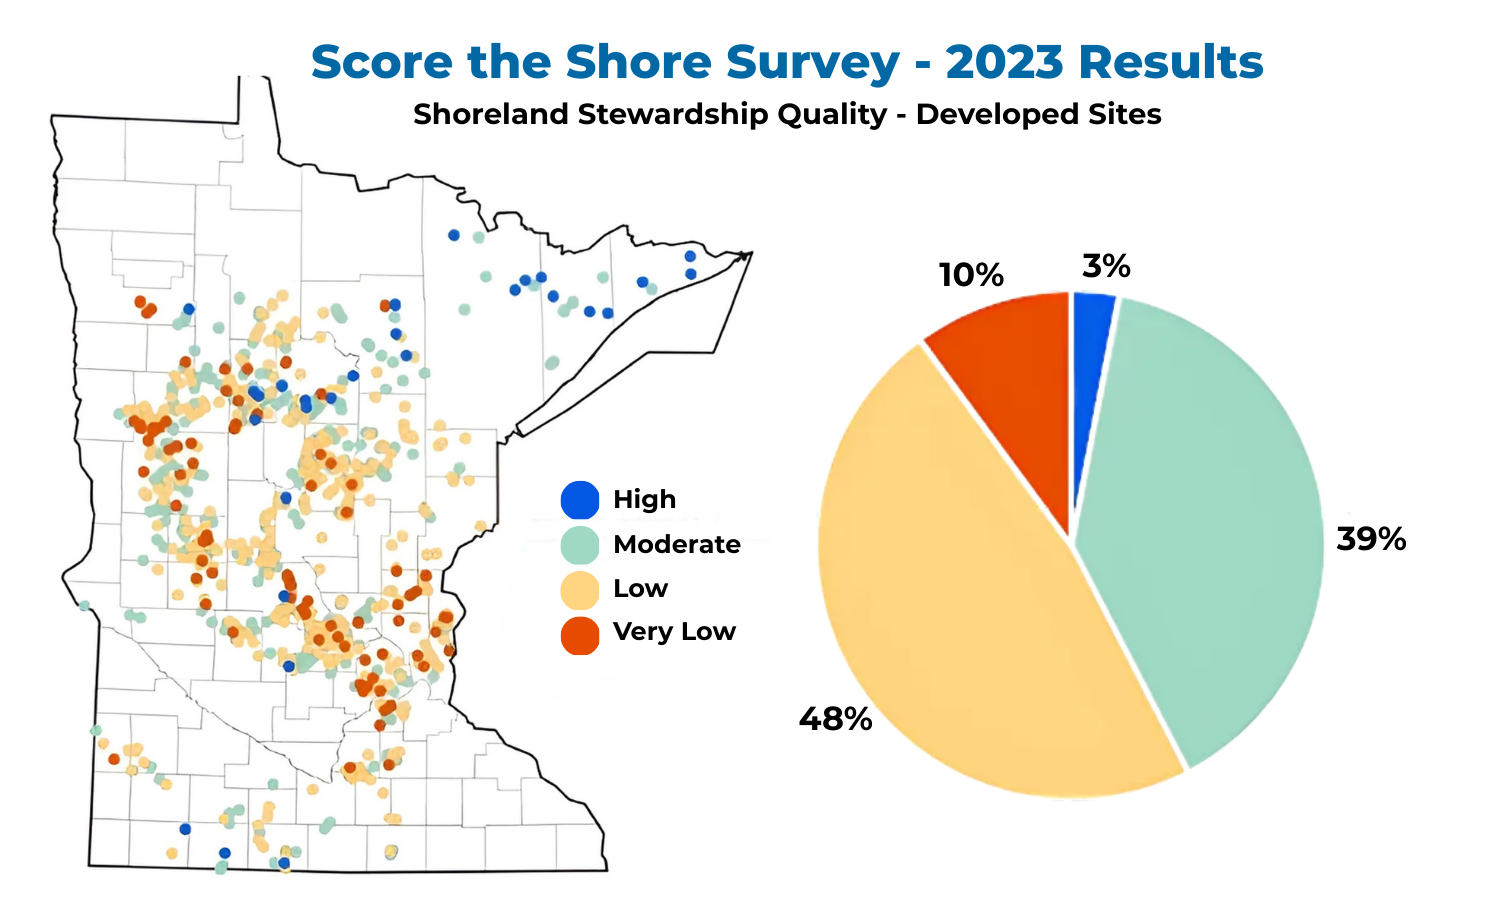 Score the Shore Survey - 2023 Results
Shoreland Stewardship Quality - Developed Sites
10%
3%
High
Moderate
Low
Very Low
39%
48%